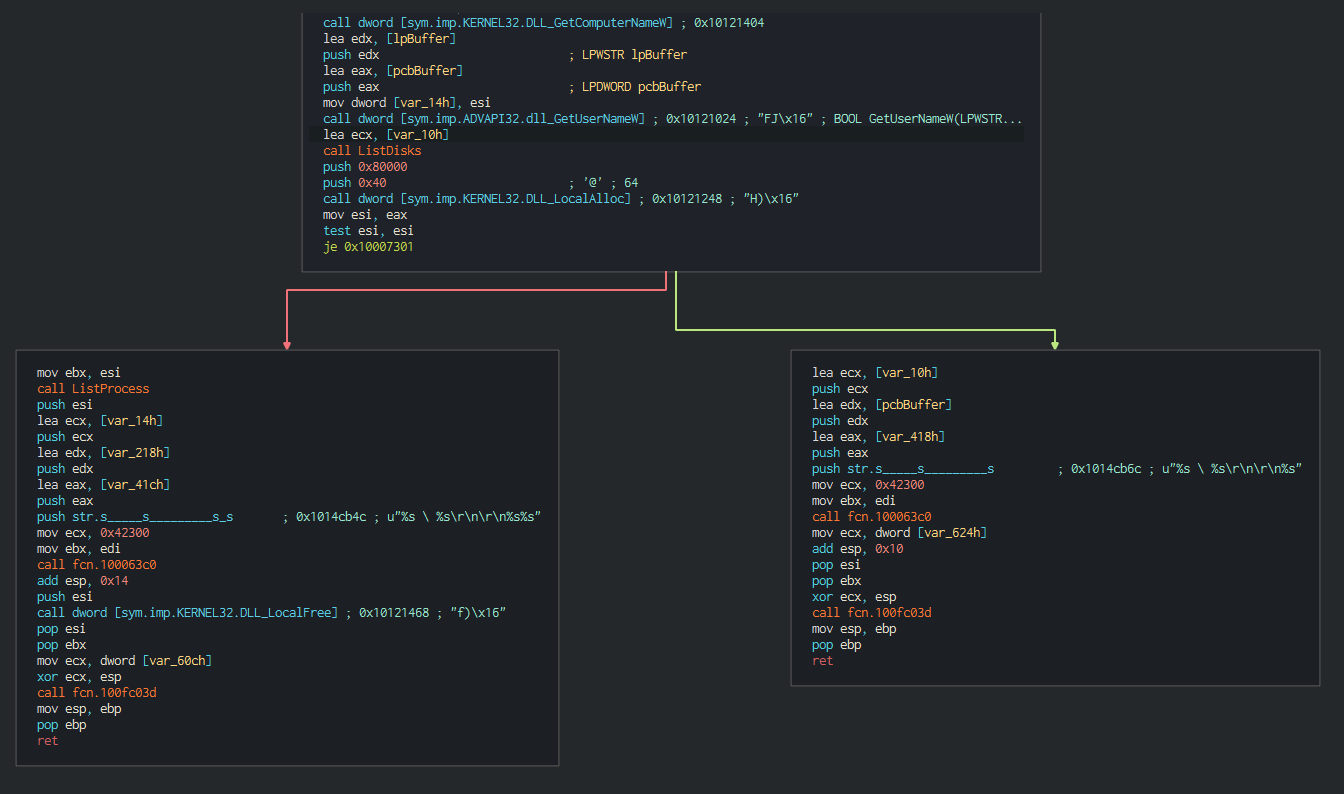 call dword [sym.imp.KERNEL32.DLL_GetComputerNameW] ; 0x10121404
lea edx, [lpBuffer]
push edx ; LPWSTR lpBuffer
lea eax, [pcbBuffer]
push eax ; LPDWORD pcbBuffer
mov dword [var_14h], esi
call dword [sym.imp.ADVAPI32.dll_GetUserNameW] ; 0x10121024 ; "FJ\x16" ; BOOL GetUserNameW(LPWSTR...
lea ecx, [var_10h]
call ListDisks
push 0x80000
push 0x40 ; '@' ; 64
call dword [sym.imp.KERNEL32.DLL_LocalAlloc] ; 0x10121248 ; "H)\x16"
mov esi, eax
test esi, esi
je 0x10007301
mov ebx, esi
call ListProcess
push esi
lea ecx, [var_14h]
push ecx
lea edx, [var_218h]
push edx
lea eax, [var_41ch]
push eax
push str.s_____s_________s_s ; 0x1014cb4c ; u"%s \ %s\r\n\r\n%s%s"
mov ecx, 0x42300
mov ebx, edi
call fcn.100063c0
add esp, 0x14
push esi
call dword [sym.imp.KERNEL32.DLL_LocalFree] ; 0x10121468 ; "f)\x16"
pop esi
pop ebx
mov ecx, dword [var_60ch]
xor ecx, esp
call fcn.100fc03d
mov esp, ebp
pop ebp
ret
lea ecx, [var_10h]
push ecx
lea edx, [pcbBuffer]
push edx
lea eax, [var_418h]
push eax
push str.s_____s_________s ; 0x1014cb6c ; u"%s \ %s\r\n\r\n%s"
mov ecx, 0x42300
mov ebx, edi
call fcn.100063c0
mov ecx, dword [var_624h]
add esp, 0x10
pop esi
pop ebx
xor ecx, esp
call fcn.100fc03d
mov esp, ebp
pop ebp
ret